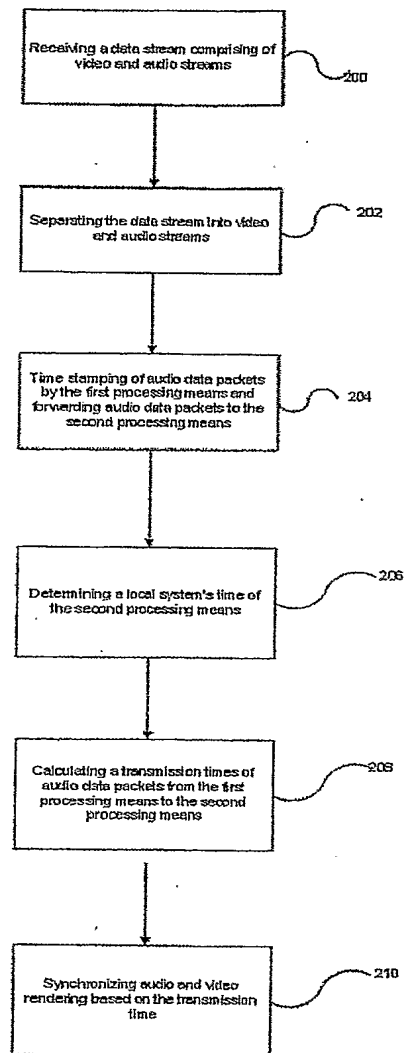 Receiving a data stream comprising of
video and audio streams
200
Separating the data stream into video
and audio streams
202
Time stamping of audio data packets
by the first processing means and
forwarding audio data packets to the
second processing means
204
Determining a local system's time of
the second processing means
206
Calculating a transmission times of
audio data packets from the first
processing means to the second
processing means
208
Synchronizing audio and video
rendering based on the transmission
time
210